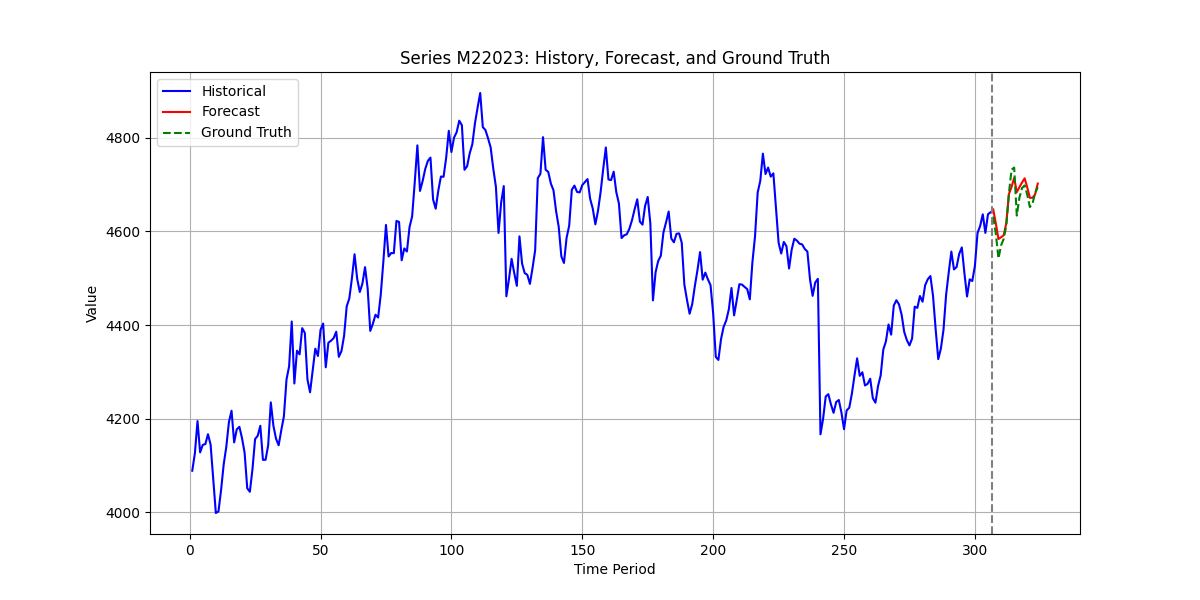 Series M22023: History, Forecast, and Ground Truth
Historical
Forecast
Ground Truth
Value
4800
4600
4400
4200
4000
0 50 100 150 200 250 300
Time Period